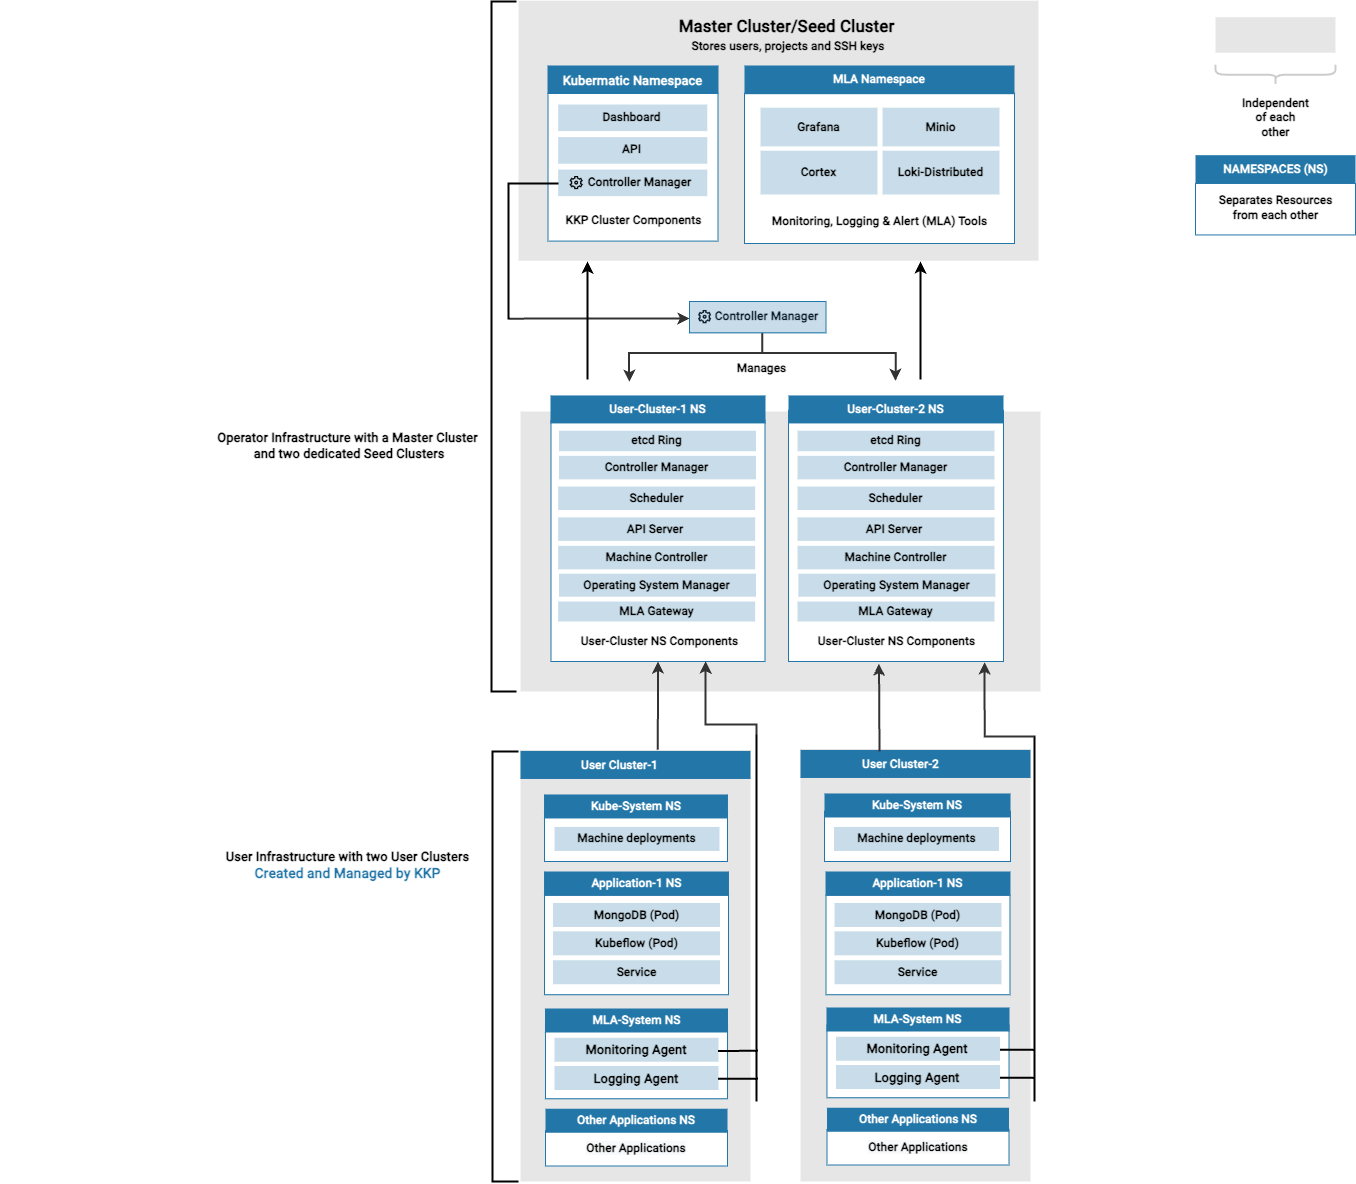 Master Cluster/Seed Cluster
Stores users, projects and SSH keys
Kubermatic Namespace
Dashboard
API
Controller Manager
KKP Cluster Components
MLA Namespace
Grafana
Minio
Cortex
Loki-Distributed
Monitoring, Logging & Alert (MLA) Tools
Independent
of each
other
NAMESPACES (NS)
Separates Resources
from each other
Controller Manager
Manages
Operator Infrastructure with a Master Cluster
and two dedicated Seed Clusters
User-Cluster-1 NS
etcd Ring
Controller Manager
Scheduler
API Server
Machine Controller
Operating System Manager
MLA Gateway
User-Cluster NS Components
User-Cluster-2 NS
etcd Ring
Controller Manager
Scheduler
API Server
Machine Controller
Operating System Manager
MLA Gateway
User-Cluster NS Components
User Infrastructure with two User Clusters
Created and Managed by KKP
User Cluster-1
Kube-System NS
Machine deployments
Application-1 NS
MongoDB (Pod)
Kubeflow (Pod)
Service
MLA-System NS
Monitoring Agent
Logging Agent
Other Applications NS
Other Applications
User Cluster-2
Kube-System NS
Machine deployments
Application-1 NS
MongoDB (Pod)
Kubeflow (Pod)
Service
MLA-System NS
Monitoring Agent
Logging Agent
Other Applications NS
Other Applications